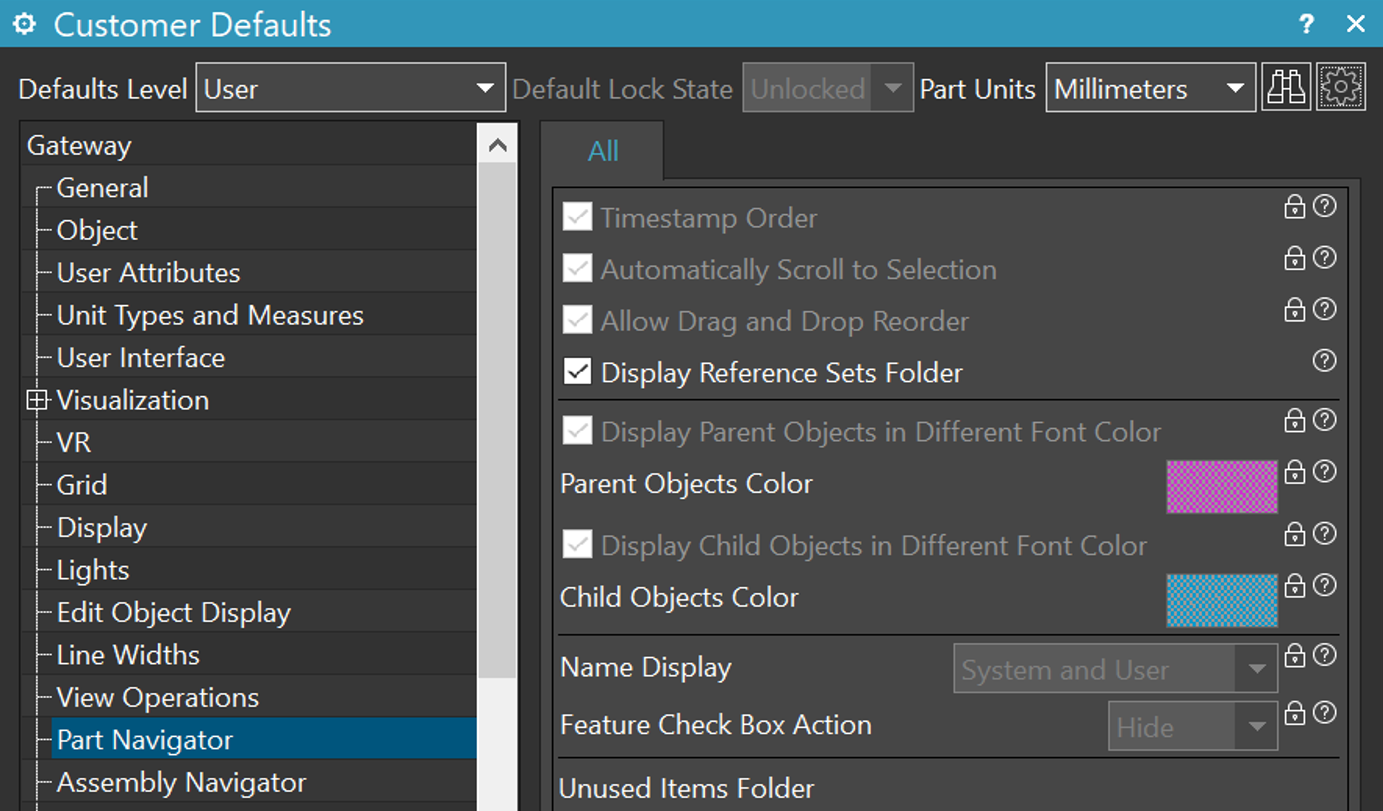 Customer Defaults
Defaults Level User Default Lock State Unlocked Part Units Millimeters
Gateway
General
Object
User Attributes
Unit Types and Measures
User Interface
Visualization
VR
Grid
Display
Lights
Edit Object Display
Line Widths
View Operations
Part Navigator
Assembly Navigator
All
Timestamp Order
Automatically Scroll to Selection
Allow Drag and Drop Reorder
Display Reference Sets Folder
Display Parent Objects in Different Font Color
Parent Objects Color
Display Child Objects in Different Font Color
Child Objects Color
Name Display System and User
Feature Check Box Action Hide
Unused Items Folder